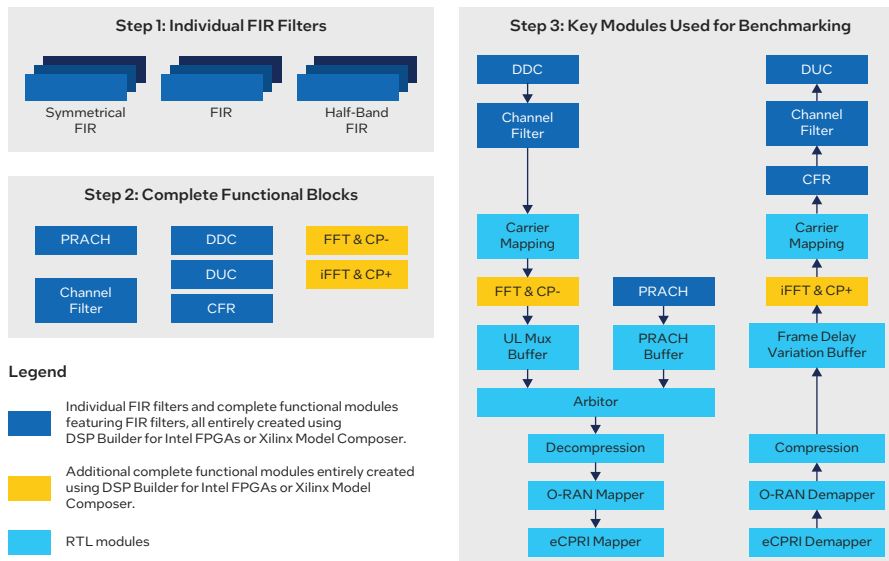 Step 1: Individual FIR Filters
Symmetrical
FIR
FIR
Half-Band
FIR
Step 2: Complete Functional Blocks
PRACH
DDC
FFT & CP-
DUC
iFFT & CP+
Channel
Filter
CFR
Legend
Individual FIR filters and complete functional modules
featuring FIR filters, all entirely created using
DSP Builder for Intel FPGAs or Xilinx Model Composer.
Additional complete functional modules entirely created
using DSP Builder for Intel FPGAs or Xilinx Model
Composer.
RTL modules
Step 3: Key Modules Used for Benchmarking
DDC
Channel
Filter
Carrier
Mapping
FFT & CP-
UL Mux
Buffer
PRACH
PRACH
Buffer
Arbitor
Decompression
O-RAN Mapper
eCPRI Mapper
DUC
Channel
Filter
CFR
Carrier
Mapping
iFFT & CP+
Frame Delay
Variation Buffer
Compression
O-RAN Demapper
eCPRI Demapper